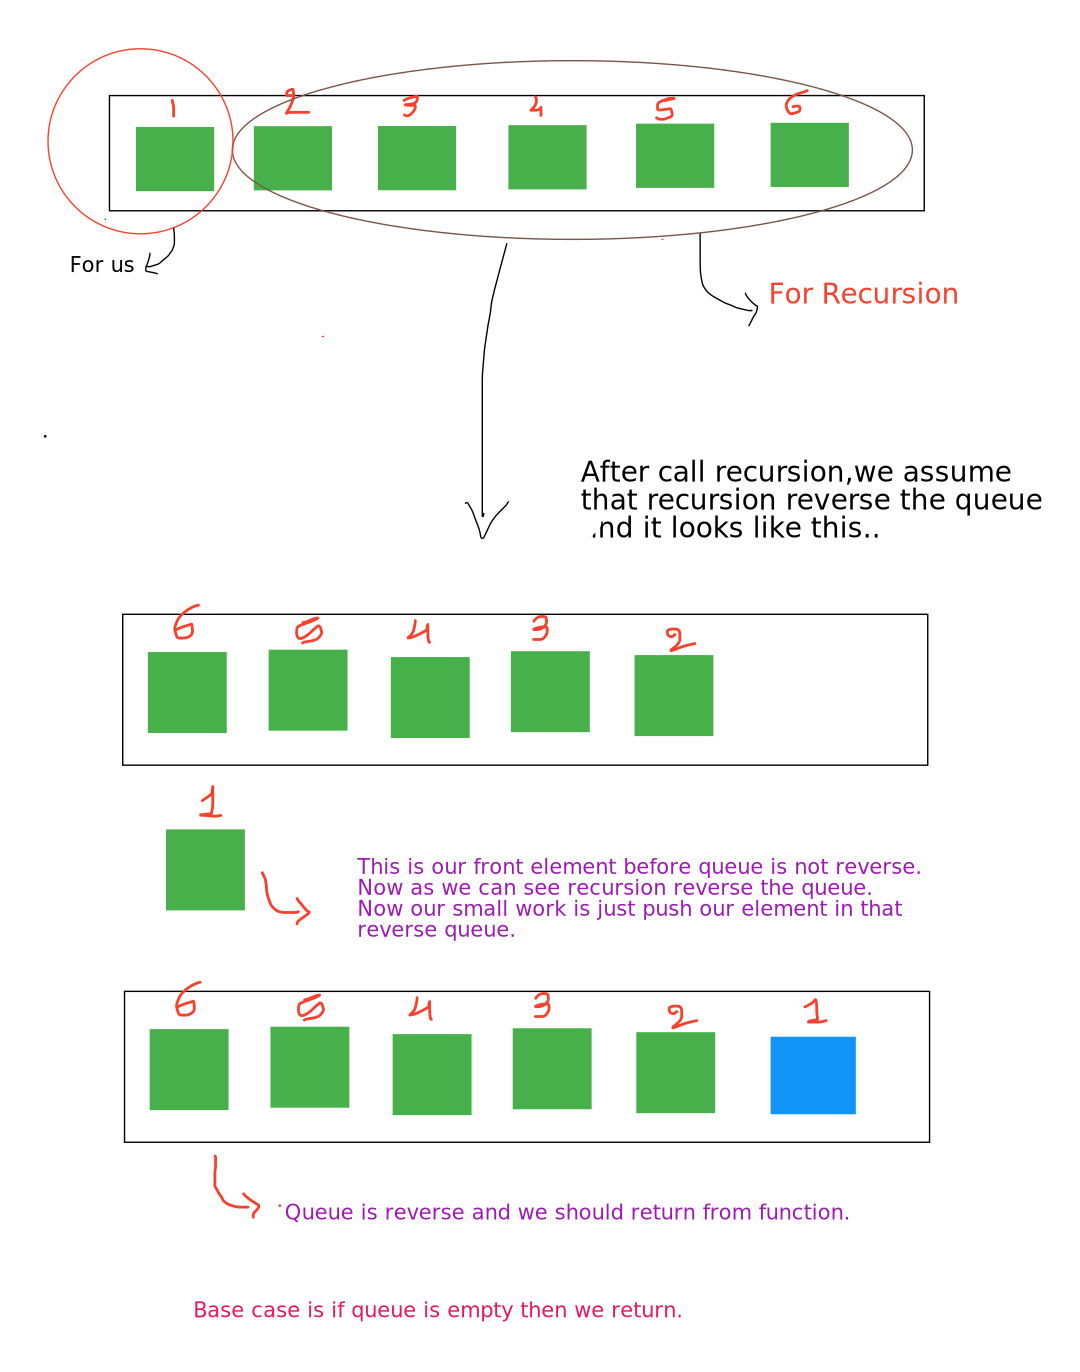 1 2 3 4 5 6
For us
For Recursion
After call recursion,we assume
that recursion reverse the queue
and it looks like this..
6 5 4 3 2
1
This is our front element before queue is not reverse.
Now as we can see recursion reverse the queue.
Now our small work is just push our element in that
reverse queue.
6 5 4 3 2 1
Queue is reverse and we should return from function.
Base case is if queue is empty then we return.